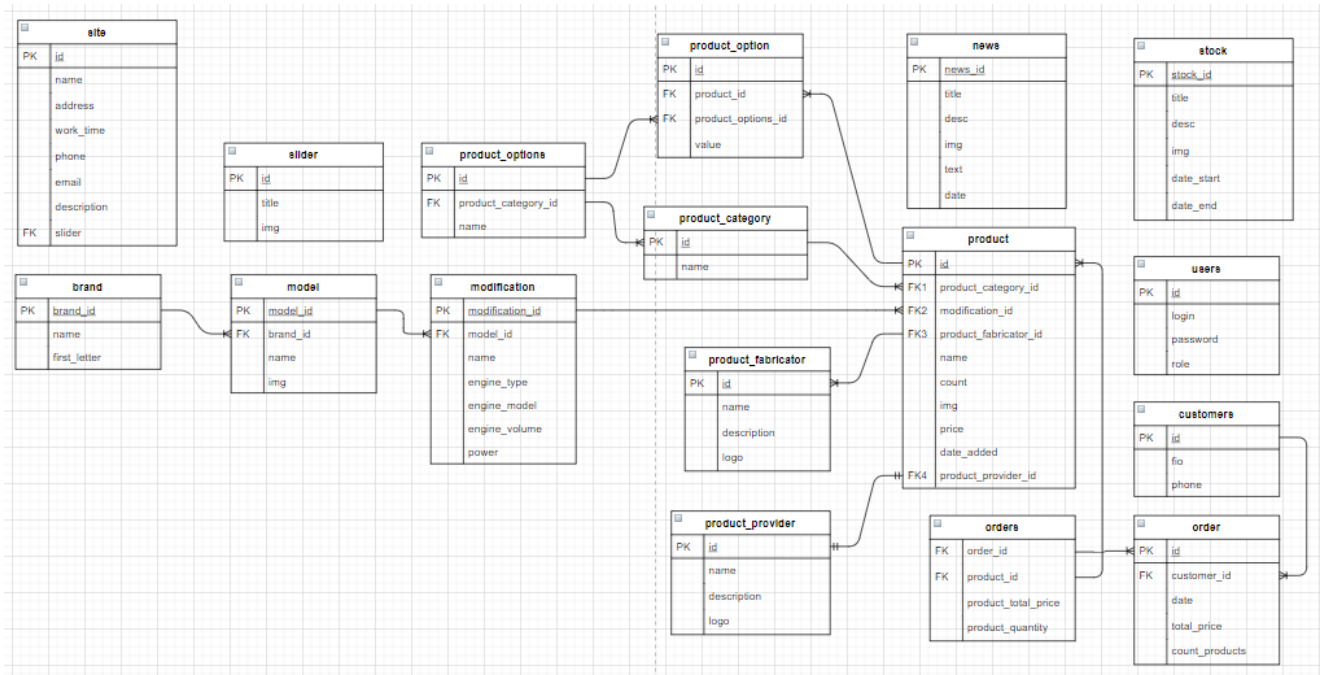 site
PK id
name
address
work_time
phone
email
description
FK slider
slider
PK id
title
img
product_options
PK id
FK product_category_id
name
product_option
PK id
FK product_id
FK product_options_id
value
product_category
PK id
name
news
PK news_id
title
desc
img
text
date
stock
PK stock_id
title
desc
img
date_start
date_end
brand
PK brand_id
name
first_letter
model
PK model_id
FK brand_id
name
img
modification
PK modification_id
FK model_id
name
engine_type
engine_model
engine_volume
power
product_fabricator
PK id
name
description
logo
product_provider
PK id
name
description
logo
product
PK id
FK1 product_category_id
FK2 modification_id
FK3 product_fabricator_id
name
count
img
price
date_added
FK4 product_provider_id
users
PK id
login
password
role
customers
PK id
fio
phone
orders
FK order_id
FK product_id
product_total_price
product_quantity
order
PK id
FK customer_id
date
total_price
count_products